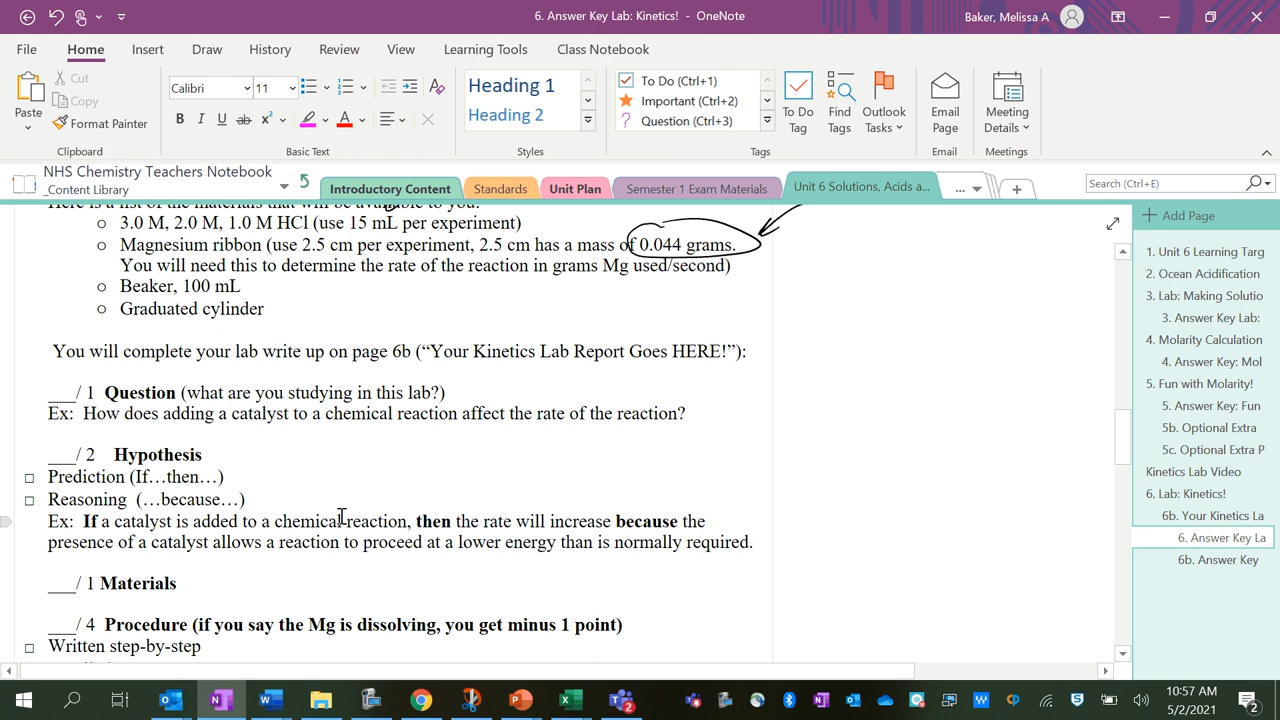 6. Answer Key Lab: Kinetics! - OneNote
Baker, Melissa A
File Home Insert Draw History Review View Learning Tools Class Notebook
Paste
Cut
Copy
Format Painter
Clipboard
Calibri 11
B I U ab x² A
Basic Text
Heading 1
Heading 2
Styles
To Do (Ctrl+1)
Important (Ctrl+2)
Question (Ctrl+3)
To Do Tag
Find Tags
Outlook Tasks
Tags
Email Page
Email
Meeting Details
Meetings
NHS Chemistry Teachers Notebook
_Content Library
Introductory Content
Standards
Unit Plan
Semester 1 Exam Materials
Unit 6 Solutions, Acids a...
...
Search (Ctrl+E)
Here is a list of the materials that will be available to you:
3.0 M, 2.0 M, 1.0 M HCl (use 15 mL per experiment)
Magnesium ribbon (use 2.5 cm per experiment, 2.5 cm has a mass of 0.044 grams.
You will need this to determine the rate of the reaction in grams Mg used/second)
Beaker, 100 mL
Graduated cylinder
You will complete your lab write up on page 6b (“Your Kinetics Lab Report Goes HERE!”):
___/ 1 Question (what are you studying in this lab?)
Ex: How does adding a catalyst to a chemical reaction affect the rate of the reaction?
___/ 2 Hypothesis
Prediction (If…then…)
Reasoning (…because…)
Ex: If a catalyst is added to a chemical reaction, then the rate will increase because the
presence of a catalyst allows a reaction to proceed at a lower energy than is normally required.
___/ 1 Materials
___/ 4 Procedure (if you say the Mg is dissolving, you get minus 1 point)
Written step-by-step
Add Page
1. Unit 6 Learning Targ
2. Ocean Acidification
3. Lab: Making Solutio
3. Answer Key Lab:
4. Molarity Calculation
4. Answer Key: Mol
5. Fun with Molarity!
5. Answer Key: Fun
5b. Optional Extra
5c. Optional Extra P
Kinetics Lab Video
6. Lab: Kinetics!
6b. Your Kinetics La
6. Answer Key La
6b. Answer Key
10:57 AM
5/2/2021
2